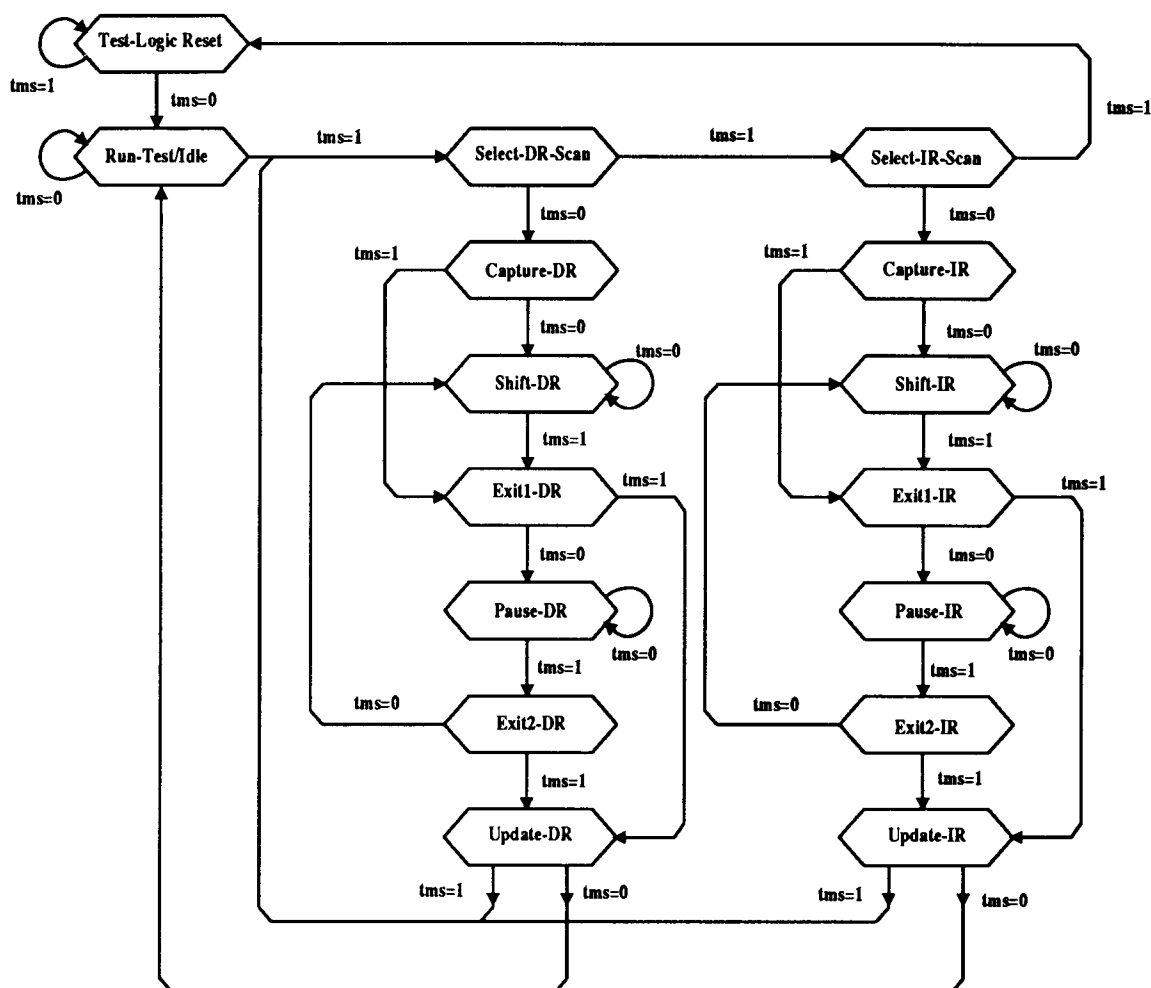 Test-Logic Reset
tms=1
tms=0
tms=1
Run-Test/Idle
tms=1
Select-DR-Scan
tms=1
Select-IR-Scan
tms=0
tms=0
tms=0
tms=1
Capture-DR
tms=1
Capture-IR
tms=0
tms=0
tms=0
tms=0
Shift-DR
Shift-IR
tms=1
tms=1
Exit1-DR
tms=1
Exit1-IR
tms=1
tms=0
tms=0
Pause-DR
Pause-IR
tms=0
tms=0
tms=1
tms=1
tms=0
Exit2-DR
tms=0
Exit2-IR
tms=1
tms=1
Update-DR
Update-IR
tms=1
tms=0
tms=1
tms=0